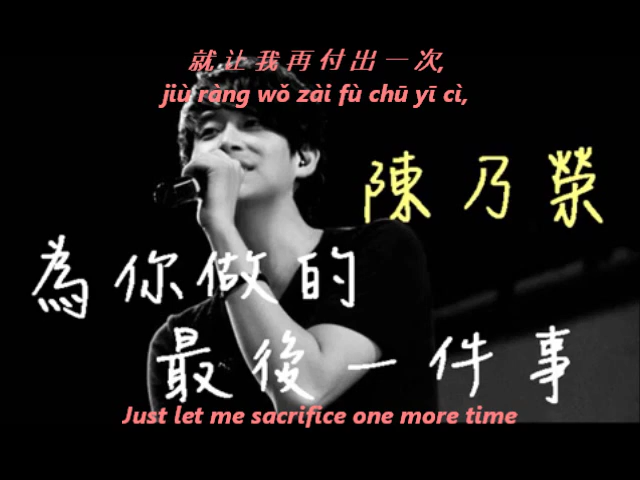 就让我再付出一次,
jiù ràng wǒ zài fù chū yī cì,
陳乃榮
為你做的
最後一件事
Just let me sacrifice one more time